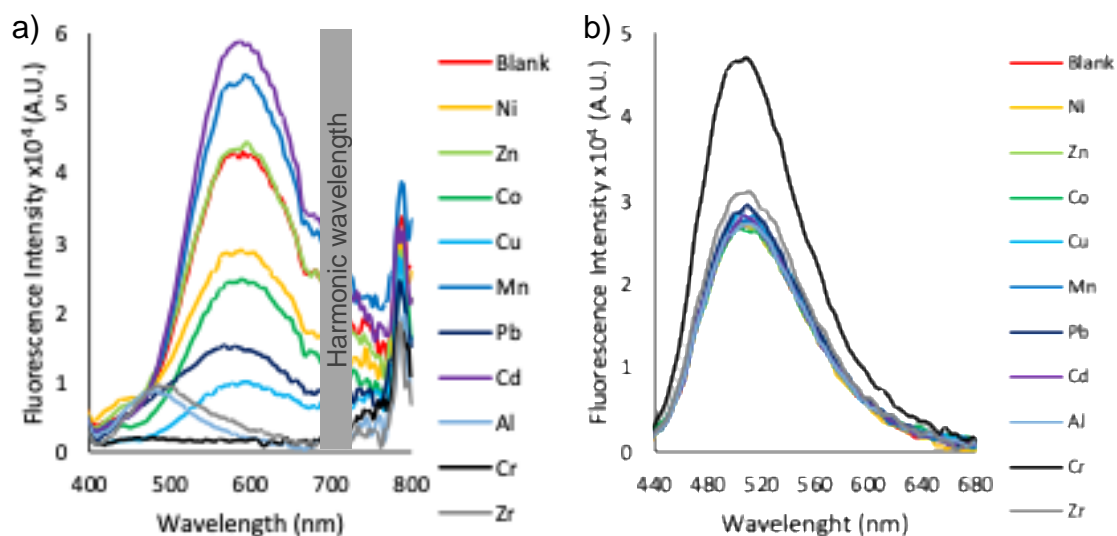 a)
6
5
4
3
2
1
0
Fluorescence Intensity x10⁴ (A.U.)
400 500 600 700 800
Wavelength (nm)
Harmonic wavelength
Blank
Ni
Zn
Co
Cu
Mn
Pb
Cd
Al
Cr
Zr
b)
5
4
3
2
1
0
Fluorescence Intensity x10⁴ (A.U.)
440 480 520 560 600 640 680
Wavelenght (nm)
Blank
Ni
Zn
Co
Cu
Mn
Pb
Cd
Al
Cr
Zr